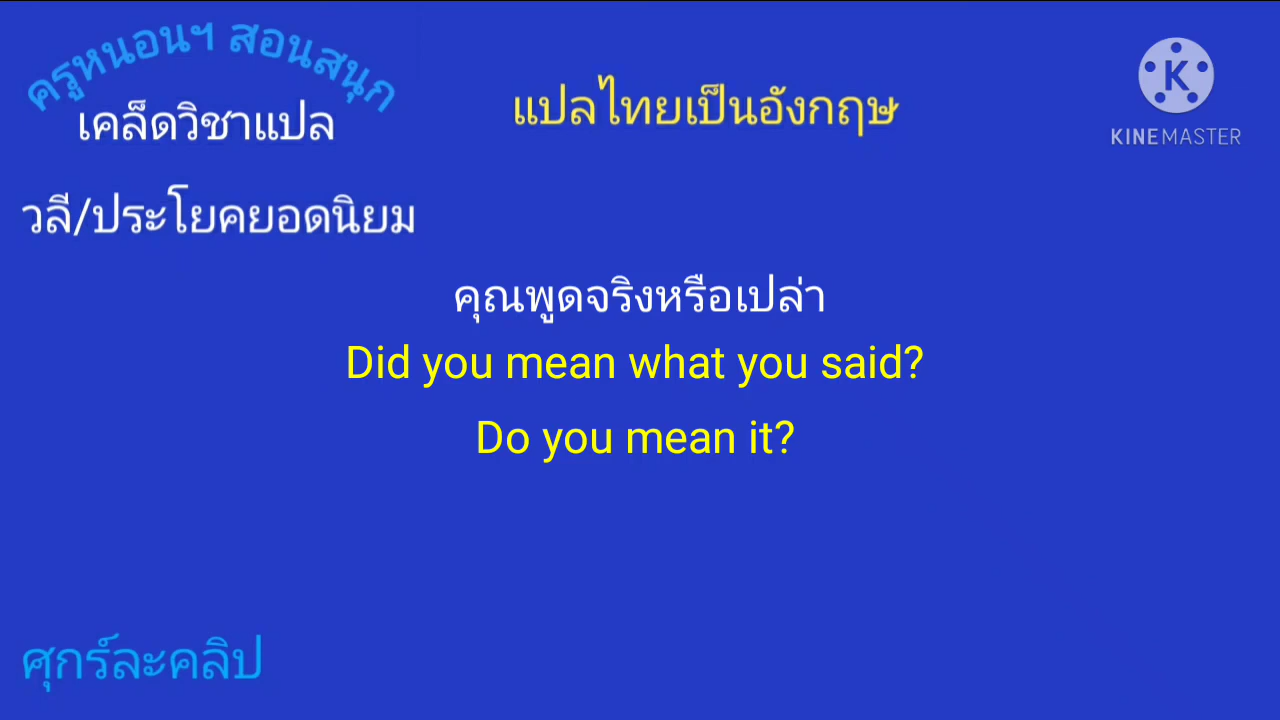 ครูหนอนฯ สอนสนุก
เคล็ดวิชาแปล
แปลไทยเป็นอังกฤษ
KINEMASTER
วลี/ประโยคยอดนิยม
คุณพูดจริงหรือเปล่า
Did you mean what you said?
Do you mean it?
ศุกร์ละคลิป